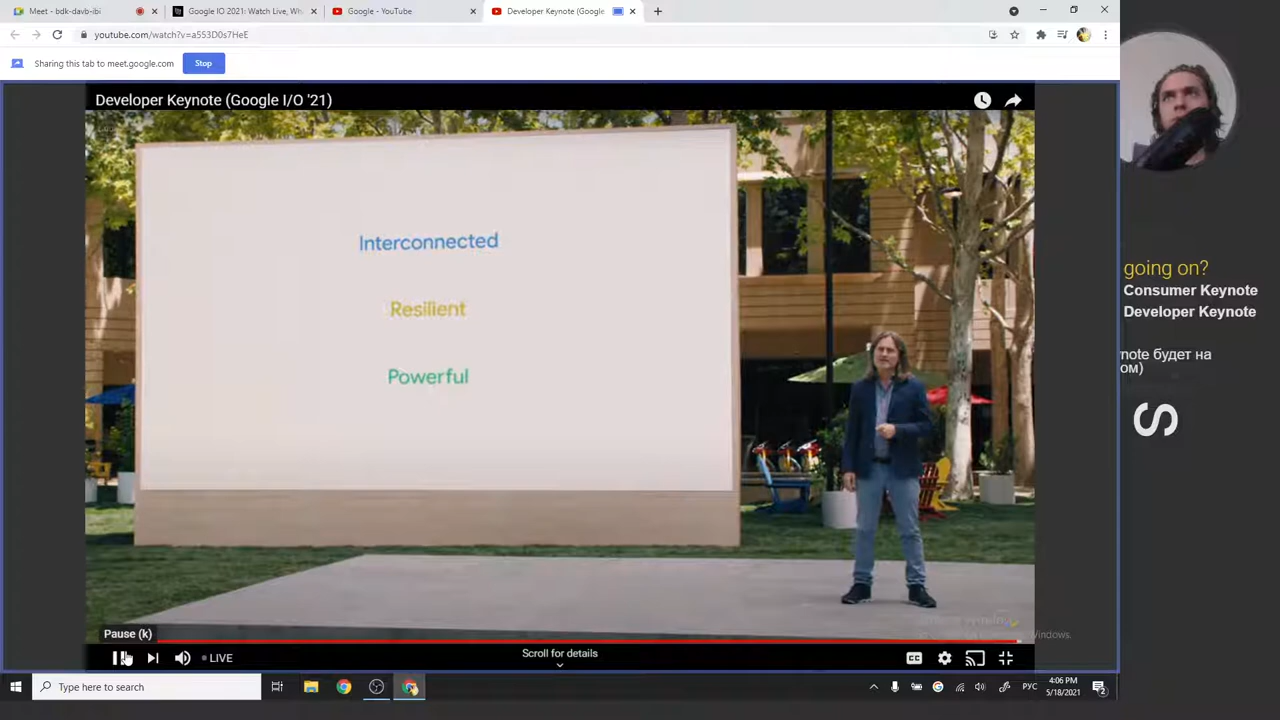 Meet - bdk-davb-ibi
Google IO 2021: Watch Live, Wh
Google - YouTube
Developer Keynote (Google
youtube.com/watch?v=a553D0s7HeE
Sharing this tab to meet.google.com
Stop
Developer Keynote (Google I/O '21)
Interconnected
Resilient
Powerful
going on?
Consumer Keynote
Developer Keynote
note будет на
ом)
S
Pause (k)
Windows.
LIVE
Scroll for details
CC
Type here to search
РУС
4:06 PM
5/18/2021
2